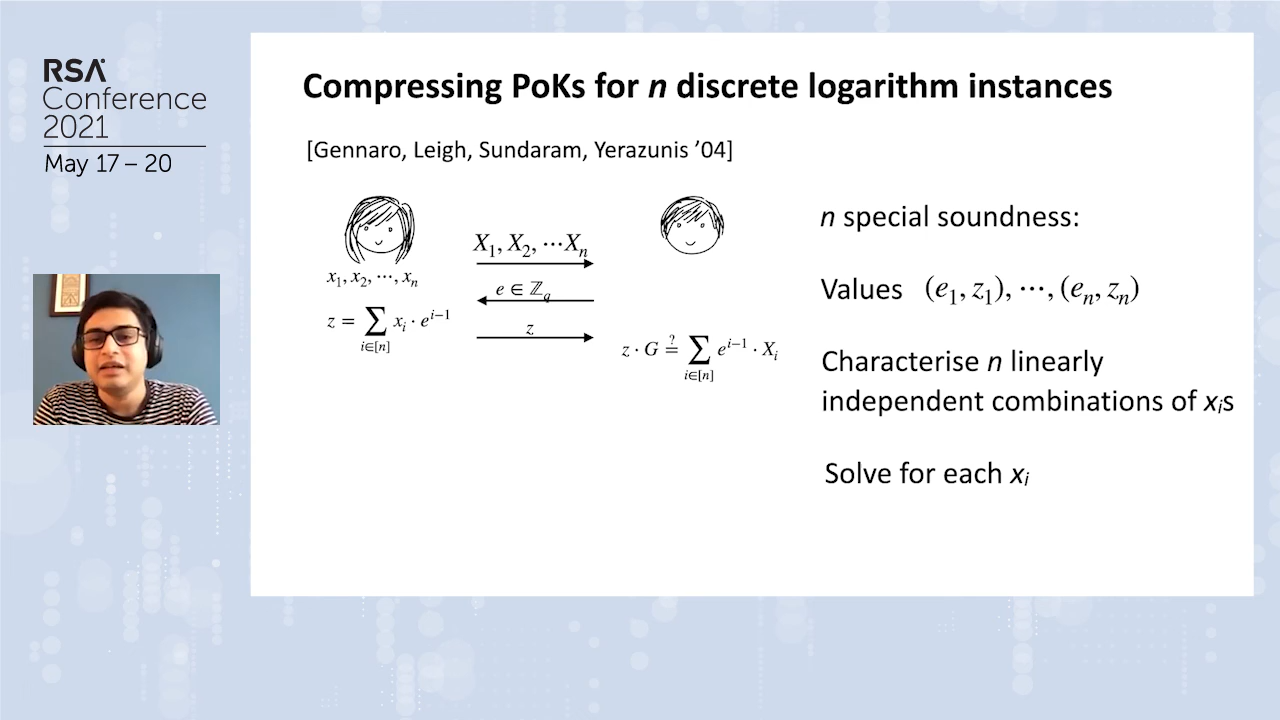 RSA
Conference
2021
May 17 – 20
Compressing PoKs for n discrete logarithm instances
[Gennaro, Leigh, Sundaram, Yerazunis ’04]
X₁, X₂, ⋯Xₙ
x₁, x₂, ⋯, xₙ
e ∈ ℤ_q
z = ∑_{i∈[n]} xᵢ · e^{i−1}
z
z · G ≟ ∑_{i∈[n]} e^{i−1} · Xᵢ
n special soundness:
Values (e₁, z₁), ⋯, (eₙ, zₙ)
Characterise n linearly
independent combinations of xᵢs
Solve for each xᵢ